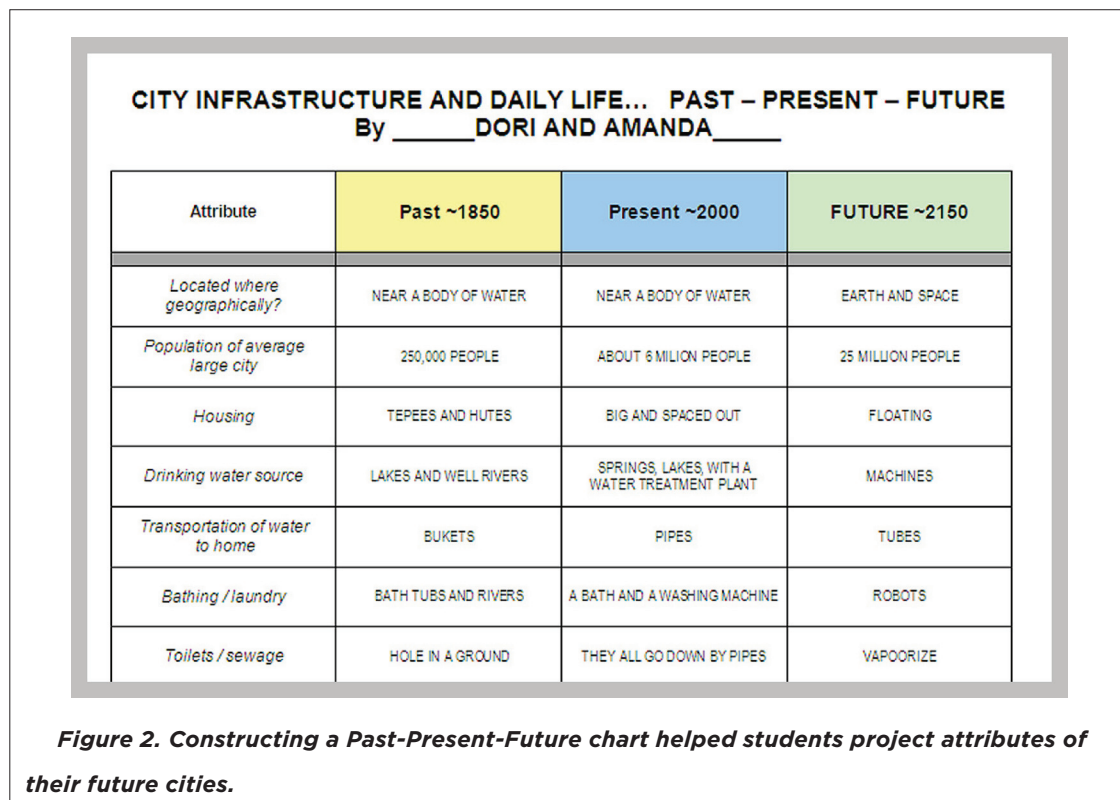 CITY INFRASTRUCTURE AND DAILY LIFE... PAST – PRESENT – FUTURE
By ______DORI AND AMANDA_____
Attribute Past ~1850 Present ~2000 FUTURE ~2150
Located where
geographically?
NEAR A BODY OF WATER NEAR A BODY OF WATER EARTH AND SPACE
Population of average
large city
250,000 PEOPLE ABOUT 6 MILION PEOPLE 25 MILLION PEOPLE
Housing TEPEES AND HUTES BIG AND SPACED OUT FLOATING
Drinking water source LAKES AND WELL RIVERS SPRINGS, LAKES, WITH A
WATER TREATMENT PLANT
MACHINES
Transportation of water
to home
BUKETS PIPES TUBES
Bathing / laundry BATH TUBS AND RIVERS A BATH AND A WASHING MACHINE ROBOTS
Toilets / sewage HOLE IN A GROUND THEY ALL GO DOWN BY PIPES VAPOORIZE
Figure 2. Constructing a Past-Present-Future chart helped students project attributes of
their future cities.